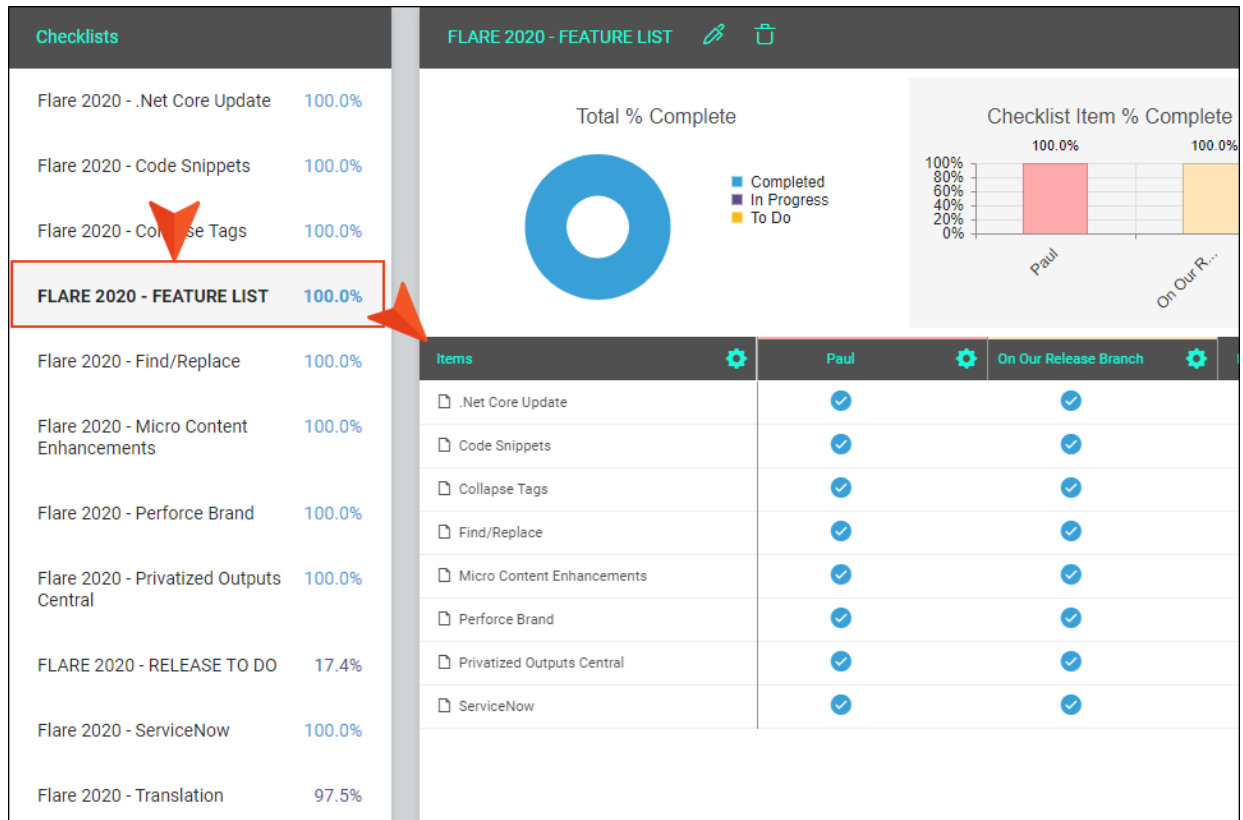 Checklists
Flare 2020 - .Net Core Update 100.0%
Flare 2020 - Code Snippets 100.0%
Flare 2020 - Co se Tags 100.0%
FLARE 2020 - FEATURE LIST 100.0%
Flare 2020 - Find/Replace 100.0%
Flare 2020 - Micro Content 100.0%
Enhancements
Flare 2020 - Perforce Brand 100.0%
Flare 2020 - Privatized Outputs 100.0%
Central
FLARE 2020 - RELEASE TO DO 17.4%
Flare 2020 - ServiceNow 100.0%
Flare 2020 - Translation 97.5%
FLARE 2020 - FEATURE LIST
Total % Complete
Completed
In Progress
To Do
Checklist Item % Complete
100.0% 100.0%
100%
80%
60%
40%
20%
0%
Paul
On Our R...
Items Paul On Our Release Branch
.Net Core Update
Code Snippets
Collapse Tags
Find/Replace
Micro Content Enhancements
Perforce Brand
Privatized Outputs Central
ServiceNow